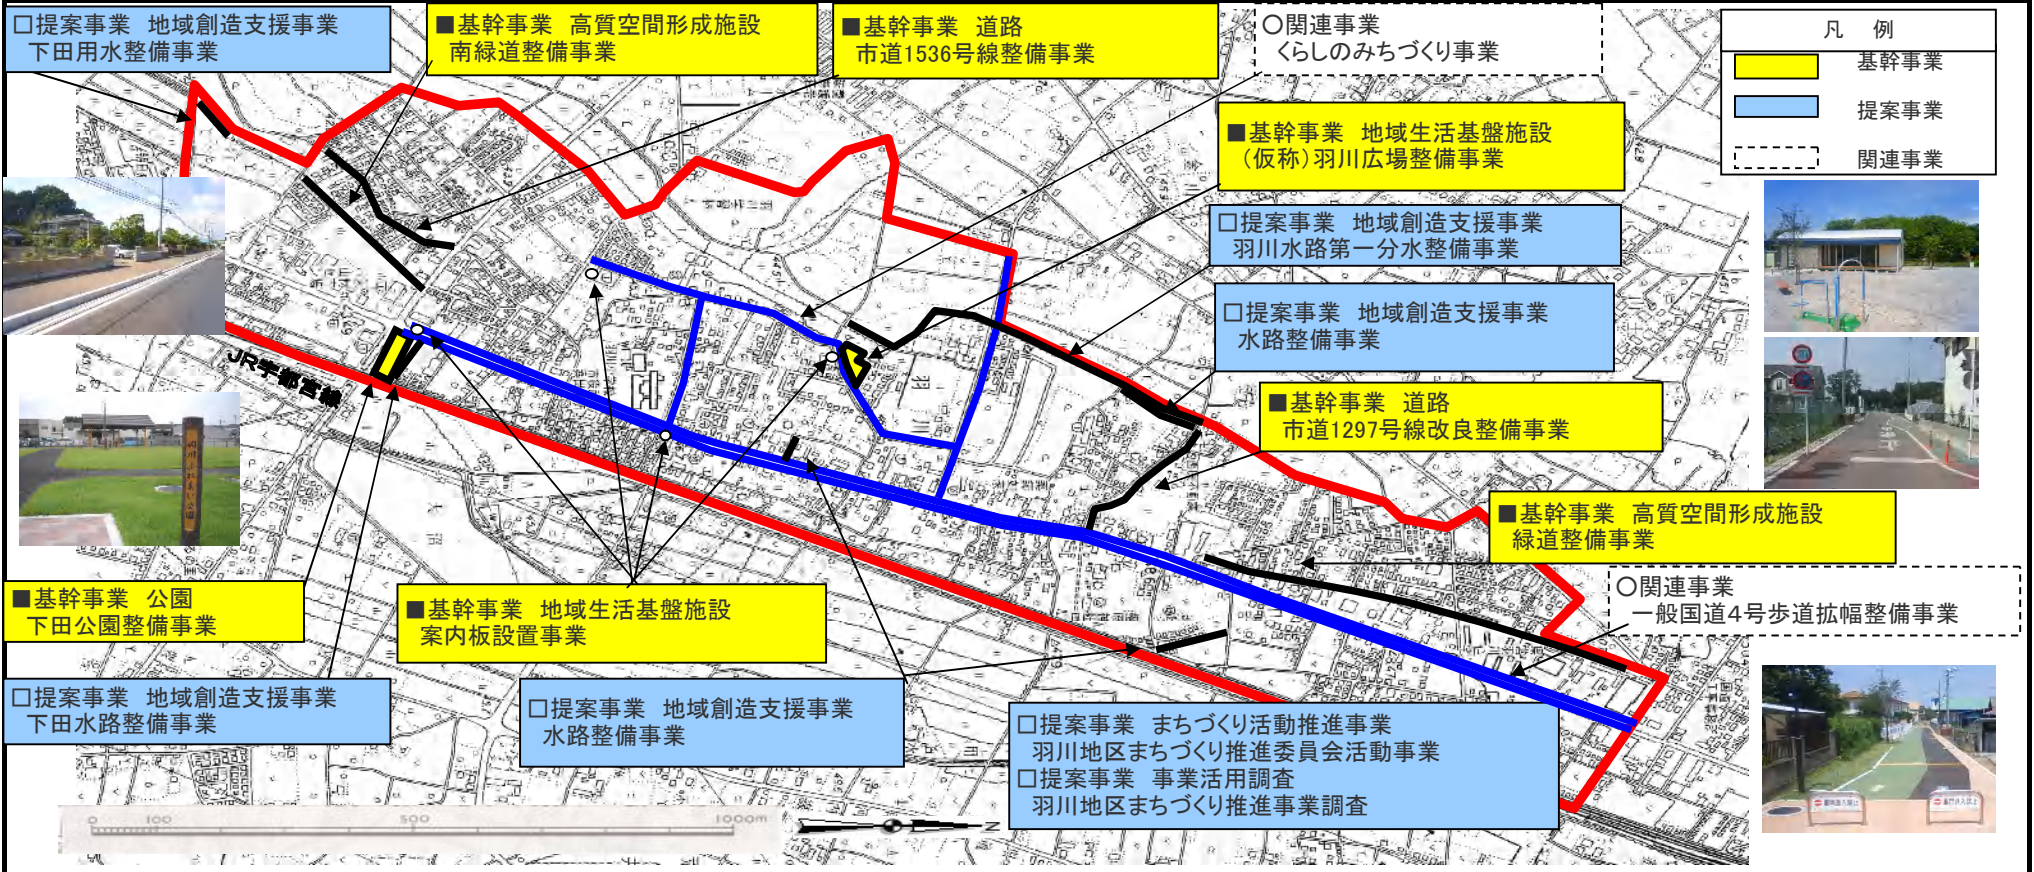 □提案事業 地域創造支援事業
下田用水整備事業
■基幹事業 高質空間形成施設
南緑道整備事業
■基幹事業 道路
市道1536号線整備事業
○関連事業
くらしのみちづくり事業
凡 例
基幹事業
提案事業
関連事業
■基幹事業 地域生活基盤施設
（仮称）羽川広場整備事業
□提案事業 地域創造支援事業
羽川水路第一分水整備事業
□提案事業 地域創造支援事業
水路整備事業
■基幹事業 道路
市道1297号線改良整備事業
■基幹事業 高質空間形成施設
緑道整備事業
○関連事業
一般国道4号歩道拡幅整備事業
JR宇都宮線
羽
川
■基幹事業 公園
下田公園整備事業
■基幹事業 地域生活基盤施設
案内板設置事業
□提案事業 地域創造支援事業
下田水路整備事業
□提案事業 地域創造支援事業
水路整備事業
□提案事業 まちづくり活動推進事業
羽川地区まちづくり推進委員会活動事業
□提案事業 事業活用調査
羽川地区まちづくり推進事業調査
0 100 500 1000m
N